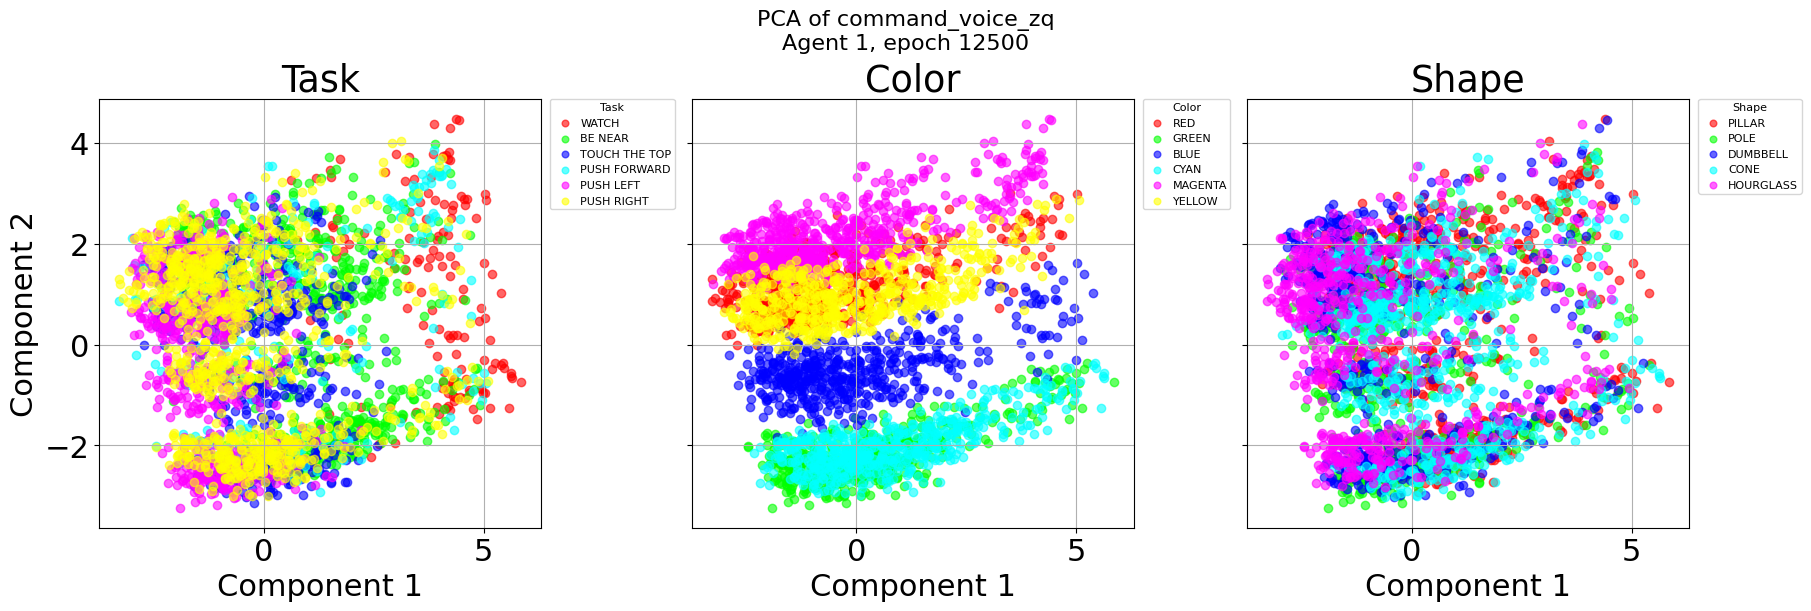 PCA of command_voice_zq
Agent 1, epoch 12500
Task
Component 2
4
2
0
−2
0
5
Component 1
Task
WATCH
BE NEAR
TOUCH THE TOP
PUSH FORWARD
PUSH LEFT
PUSH RIGHT
Color
0
5
Component 1
Color
RED
GREEN
BLUE
CYAN
MAGENTA
YELLOW
Shape
0
5
Component 1
Shape
PILLAR
POLE
DUMBBELL
CONE
HOURGLASS